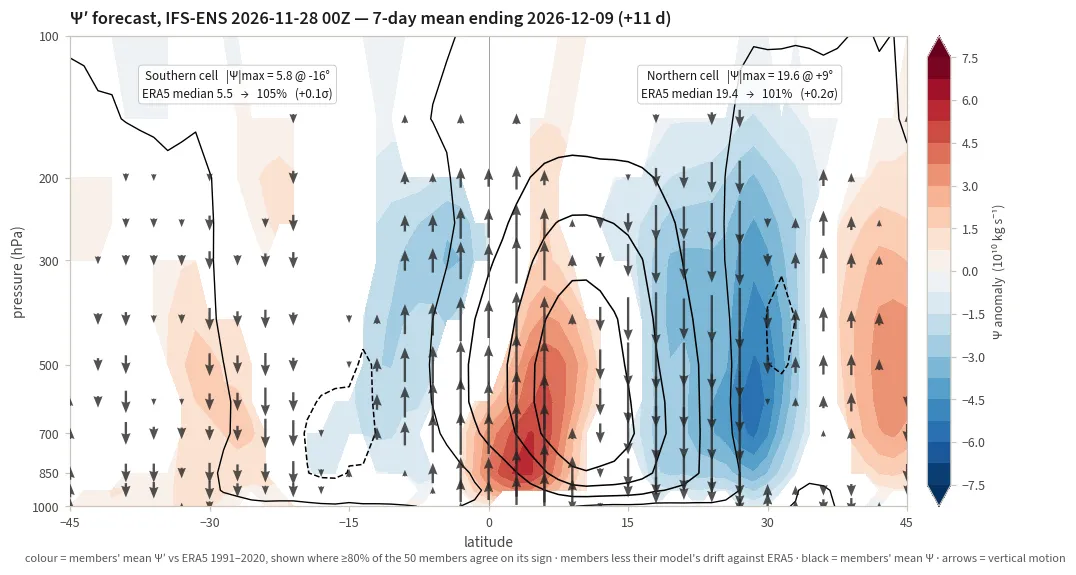 Ψ′ forecast, IFS-ENS 2026-11-28 00Z — 7-day mean ending 2026-12-09 (+11 d)
Southern cell |Ψ|max = 5.8 @ -16°
ERA5 median 5.5 → 105% (+0.1σ)
Northern cell |Ψ|max = 19.6 @ +9°
ERA5 median 19.4 → 101% (+0.2σ)
pressure (hPa)
100
200
300
500
700
850
1000
−45
−30
−15
0
15
30
45
latitude
7.5
6.0
4.5
3.0
1.5
0.0
−1.5
−3.0
−4.5
−6.0
−7.5
Ψ anomaly (10¹⁰ kg s⁻¹)
colour = members' mean Ψ′ vs ERA5 1991–2020, shown where ≥80% of the 50 members agree on its sign · members less their model's drift against ERA5 · black = members' mean Ψ · arrows = vertical motion